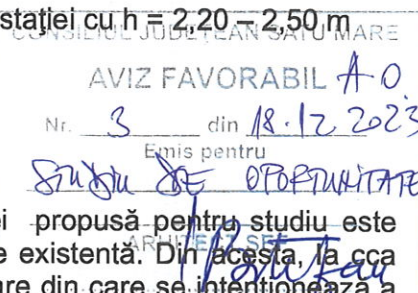 stației cu h = 2,20 – 2,50 m
CONSILIUL JUDEȚEAN SATU MARE
AVIZ FAVORABIL A.O.
Nr. 3 din 18.12.2023
Emis pentru
STUDIU DE OPORTUNITATE
ei propusă pentru studiu este
ARHITECT ȘEF
e existentă. Din acesta, la cca
are din care se intenționează a